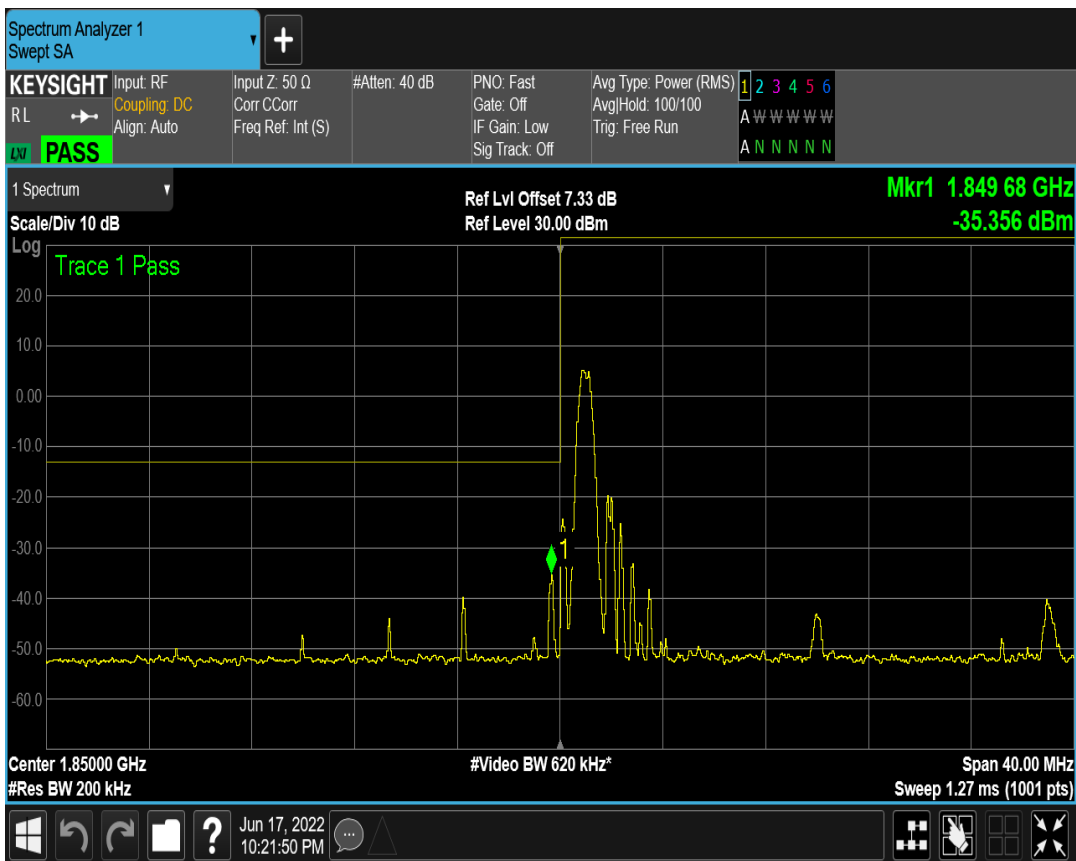 Spectrum Analyzer 1
Swept SA
+
KEYSIGHT Input: RF Input Z: 50 Ω #Atten: 40 dB PNO: Fast Avg Type: Power (RMS) 1 2 3 4 5 6
RL Coupling: DC Corr CCorr Gate: Off Avg|Hold: 100/100 A W W W W W
Align: Auto Freq Ref: Int (S) IF Gain: Low Trig: Free Run
LXI PASS Sig Track: Off A N N N N N
1 Spectrum Ref Lvl Offset 7.33 dB Mkr1 1.849 68 GHz
Scale/Div 10 dB Ref Level 30.00 dBm -35.356 dBm
Log
Trace 1 Pass
20.0
10.0
0.00
-10.0
-20.0
-30.0
1
-40.0
-50.0
-60.0
Center 1.85000 GHz #Video BW 620 kHz* Span 40.00 MHz
#Res BW 200 kHz Sweep 1.27 ms (1001 pts)
? Jun 17, 2022
10:21:50 PM